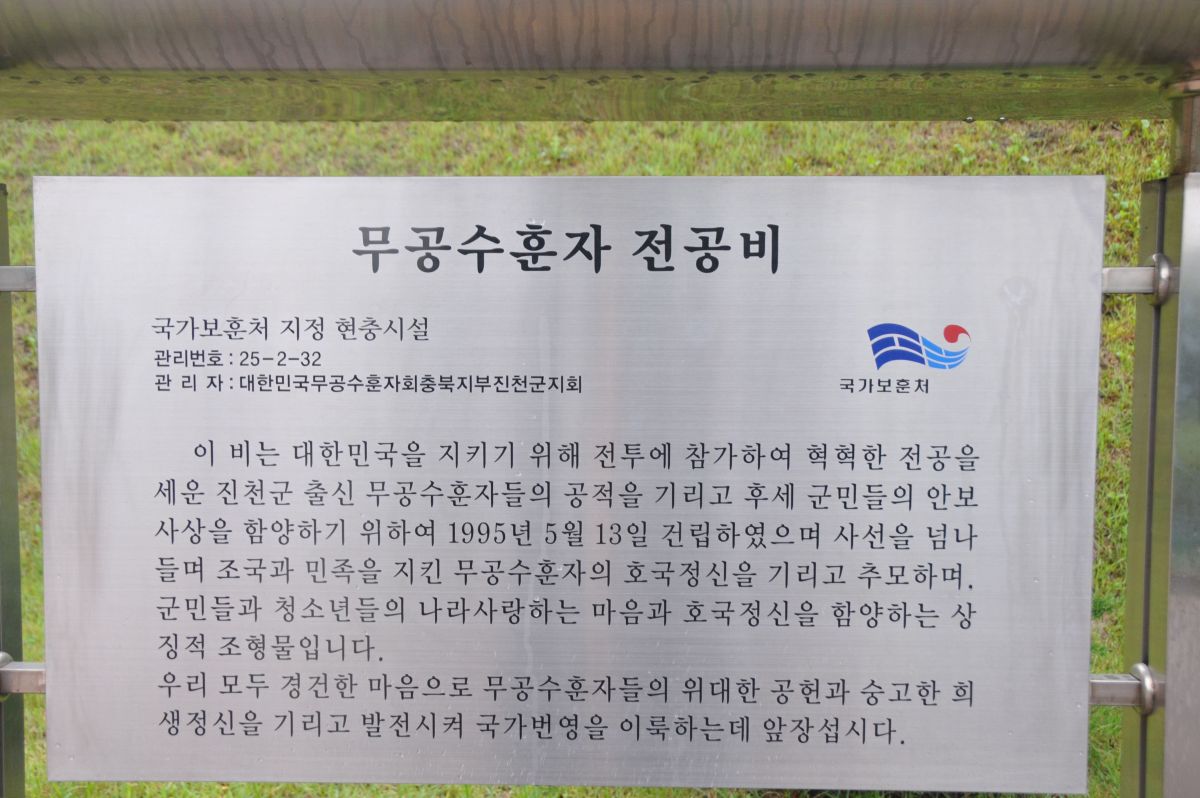 무공수훈자 전공비
국가보훈처 지정 현충시설
관리번호 : 25-2-32
관 리 자 : 대한민국무공수훈자회충북지부진천군지회
국가보훈처
이 비는 대한민국을 지키기 위해 전투에 참가하여 혁혁한 전공을
세운 진천군 출신 무공수훈자들의 공적을 기리고 후세 군민들의 안보
사상을 함양하기 위하여 1995년 5월 13일 건립하였으며 사선을 넘나
들며 조국과 민족을 지킨 무공수훈자의 호국정신을 기리고 추모하며,
군민들과 청소년들의 나라사랑하는 마음과 호국정신을 함양하는 상
징적 조형물입니다.
우리 모두 경건한 마음으로 무공수훈자들의 위대한 공헌과 숭고한 희
생정신을 기리고 발전시켜 국가번영을 이룩하는데 앞장섭시다.